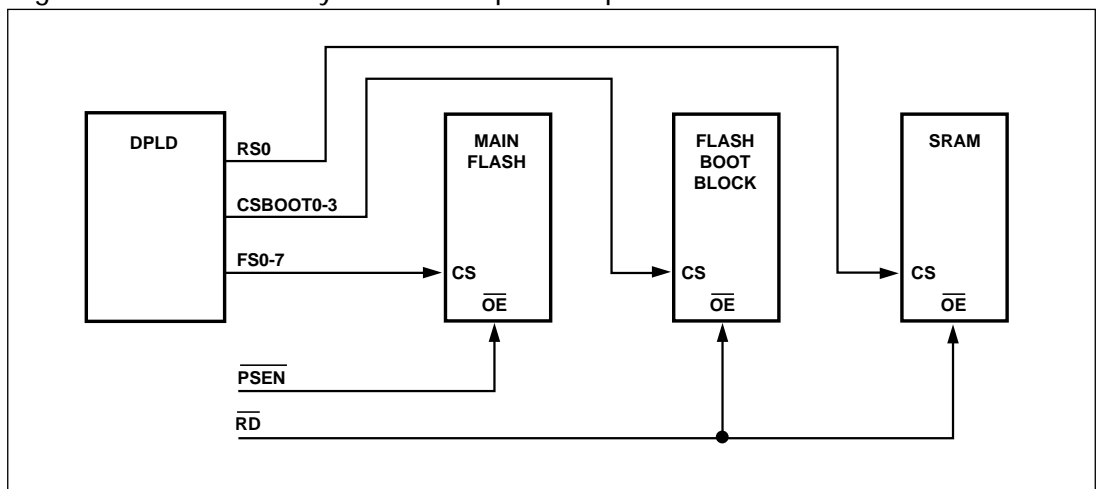 DPLD
RS0
CSBOOT0-3
FS0-7
MAIN
FLASH
CS
OE
FLASH
BOOT
BLOCK
CS
OE
SRAM
CS
OE
PSEN
RD